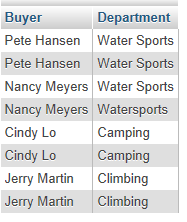 Buyer Department
Pete Hansen Water Sports
Pete Hansen Water Sports
Nancy Meyers Water Sports
Nancy Meyers Watersports
Cindy Lo Camping
Cindy Lo Camping
Jerry Martin Climbing
Jerry Martin Climbing